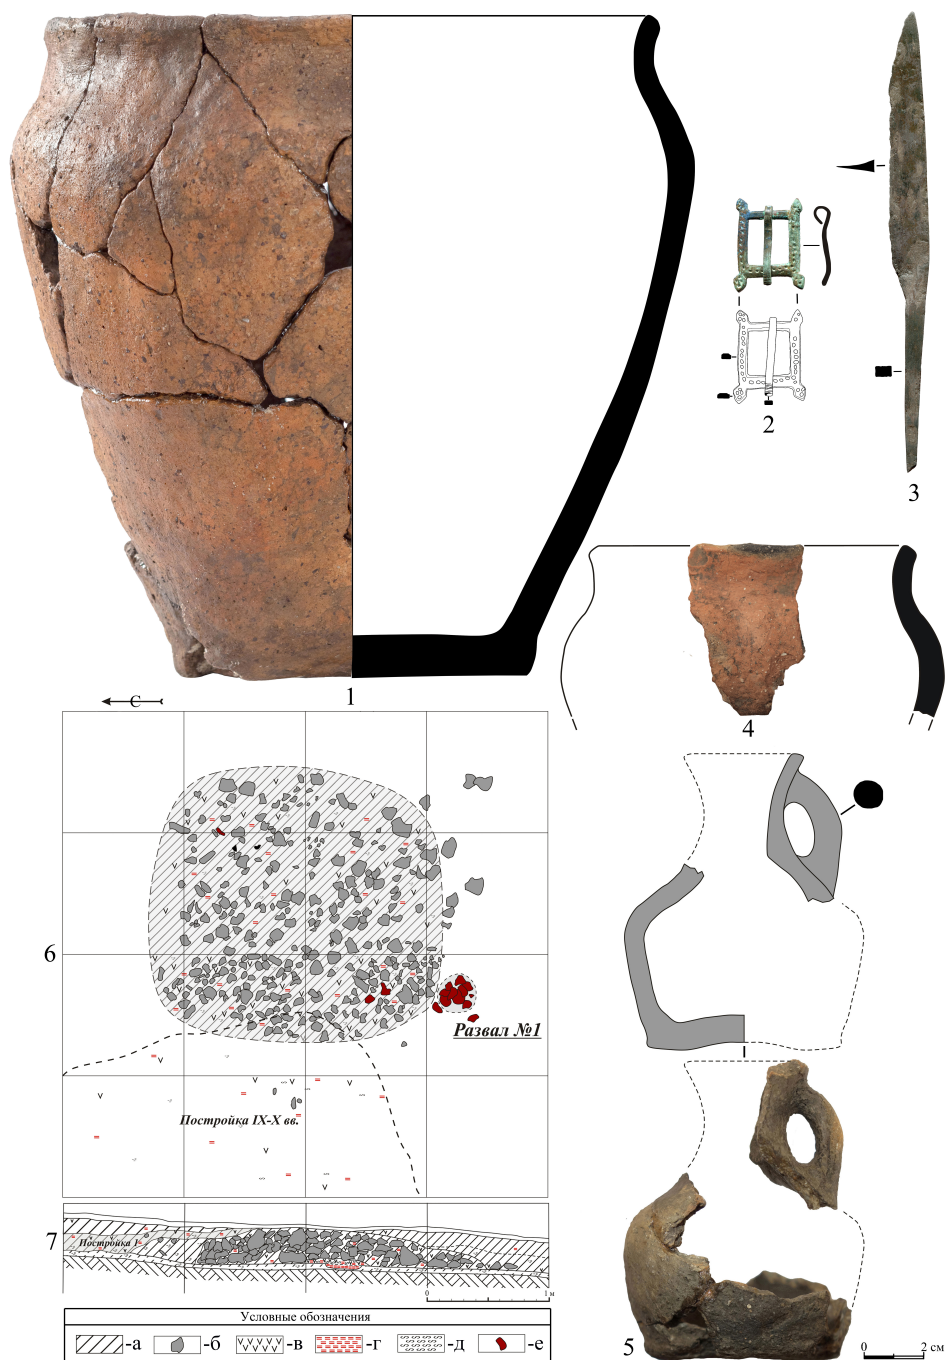 1
2
3
4
С
6
Развал №1
Постройка IX-X вв.
7
Постройка 1
0 1 м
5
0 2 см
Условные обозначения
-а -б -в -г -д -е